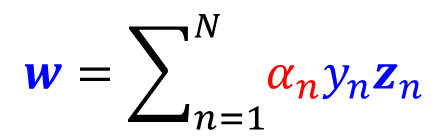 w = ∑_{n=1}^{N} α_n y_n z_n